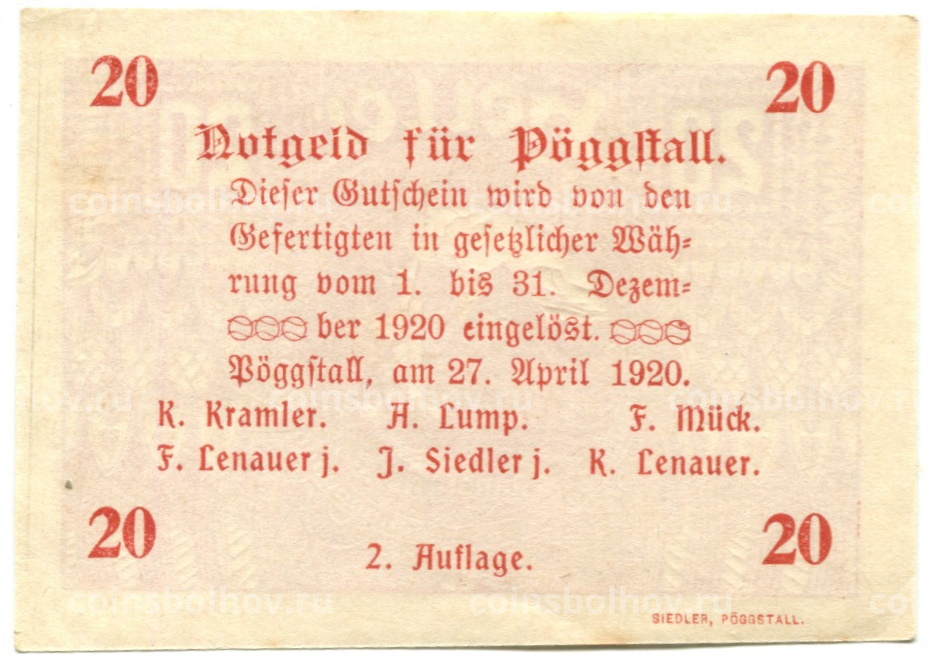 20 20
Notgeld für Pöggstall.
Dieser Gutschein wird von den
Gefertigten in gesetzlicher Wäh=
rung vom 1. bis 31. Dezem=
ber 1920 eingelöst.
Pöggstall, am 27. April 1920.
K. Kramler. A. Lump. F. Mück.
F. Lenauer j. J. Siedler j. K. Lenauer.
20 20
2. Auflage.
SIEDLER, PÖGGSTALL.
coinsbolhov.ru